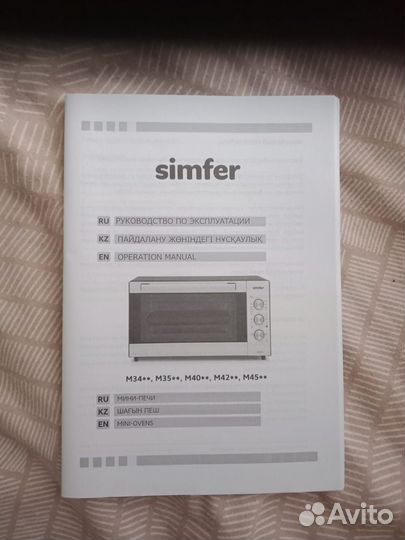 simfer
RU РУКОВОДСТВО ПО ЭКСПЛУАТАЦИИ
KZ ПАЙДАЛАНУ ЖӨНІНДЕГІ НҰСҚАУЛЫҚ
EN OPERATION MANUAL
simfer
M34••, M35••, M40••, M42••, M45••
RU МИНИ-ПЕЧИ
KZ ШАҒЫН ПЕШ
EN MINI-OVENS
Avito